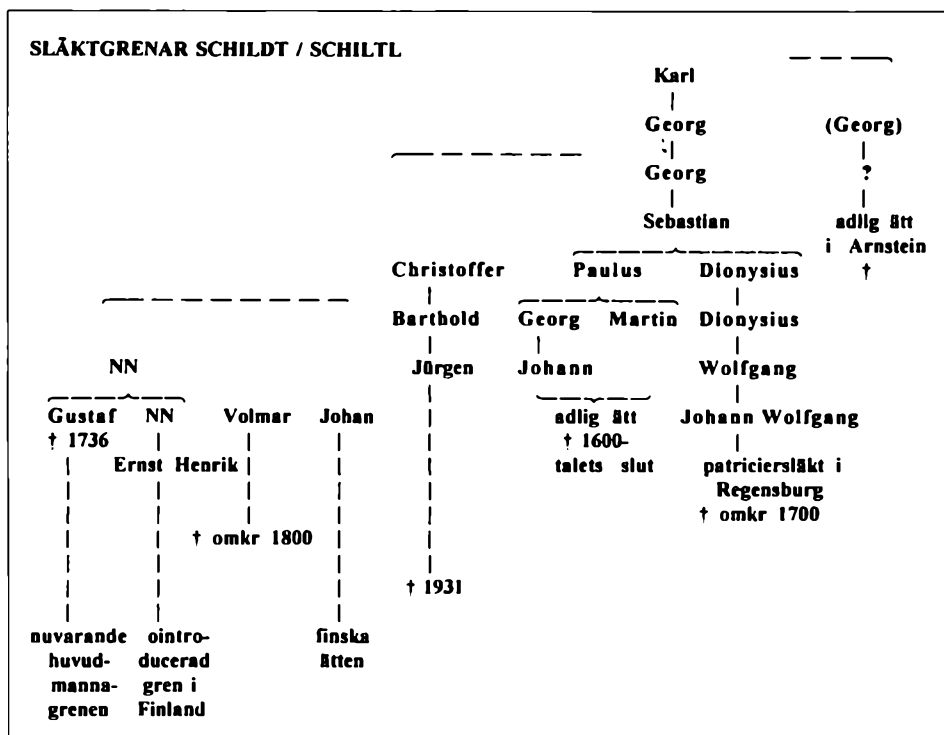 SLÄKTGRENAR SCHILDT / SCHILTL
Karl
Georg (Georg)
Georg ?
Sebastian adlig ätt
i Arnstein
Christoffer Paulus Dionysius †
Barthold Georg Martin Dionysius
NN Jürgen Johann Wolfgang
Gustaf NN Volmar Johan adlig ätt Johann Wolfgang
† 1736 † 1600-
Ernst Henrik talets slut patriciersläkt i
Regensburg
† omkr 1700
† omkr 1800
† 1931
nuvarande ointro- finska
huvud- ducerad ätten
manna- gren i
grenen Finland